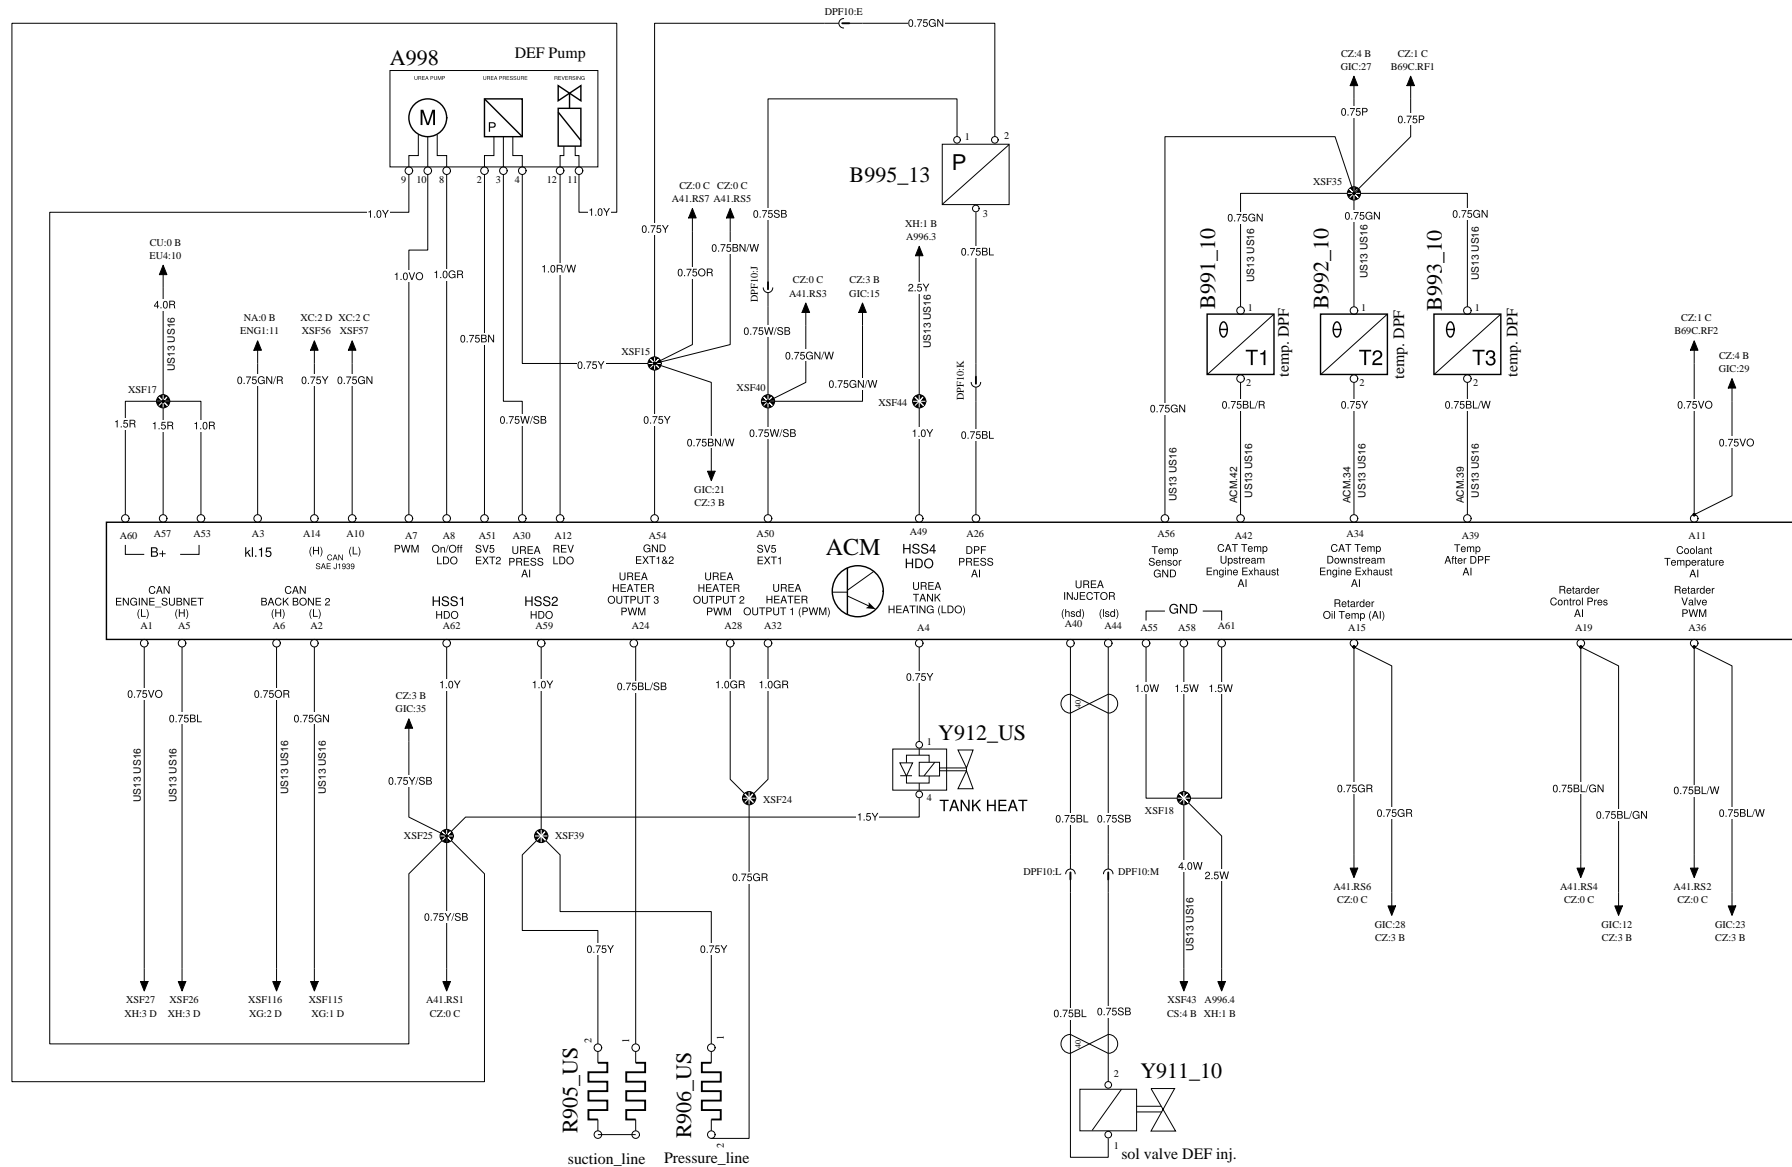 DPF10:E
0.75GN
A998
DEF Pump
UREA PUMP
UREA PRESSURE
REVERSING
M
P
9
10
8
2
3
4
12
11
1.0Y
1.0Y
CZ:4 B
GIC:27
CZ:1 C
B69C.RF1
0.75P
0.75P
1
2
P
B995_13
3
XSF35
CZ:0 C
A41.RS7
CZ:0 C
A41.RS5
0.75SB
0.75Y
0.75BN/W
0.75OR
XH:1 B
A996.3
0.75BL
0.75GN
0.75GN
0.75GN
US13 US16
US13 US16
US13 US16
B991_10
B992_10
B993_10
CU:0 B
EU4:10
4.0R
US13 US16
1.0VO
1.0GR
1.0R/W
DPF10:J
CZ:0 C
A41.RS3
CZ:3 B
GIC:15
2.5Y
US13 US16
1
1
1
θ
T1
temp. DPF
θ
T2
temp. DPF
θ
T3
temp. DPF
2
2
2
NA:0 B
ENG1:11
XC:2 D
XSF56
XC:2 C
XSF57
0.75BN
0.75W/SB
0.75GN/W
0.75GN/W
CZ:1 C
B69C.RF2
CZ:4 B
GIC:29
XSF15
0.75Y
0.75GN/R
0.75Y
0.75GN
XSF17
XSF40
XSF44
DPF10:K
1.5R
1.5R
1.0R
0.75W/SB
0.75Y
0.75W/SB
1.0Y
0.75BL
0.75BN/W
0.75GN
0.75BL/R
0.75Y
0.75BL/W
0.75VO
0.75VO
US13 US16
ACM.42
US13 US16
ACM.34
US13 US16
ACM.39
US13 US16
GIC:21
CZ:3 B
A60
A57
A53
B+
A3
kl.15
A14
A10
(H)
CAN
(L)
SAE J1939
A7
PWM
A8
On/Off
LDO
A51
SV5
EXT2
A30
UREA
PRESS
AI
A12
REV
LDO
A54
GND
EXT1&2
A50
SV5
EXT1
ACM
A49
HSS4
HDO
A26
DPF
PRESS
AI
A56
Temp
Sensor
GND
A42
CAT Temp
Upstream
Engine Exhaust
AI
A34
CAT Temp
Downstream
Engine Exhaust
AI
A39
Temp
After DPF
AI
A11
Coolant
Temperature
AI
CAN
ENGINE_SUBNET
(L)
(H)
A1
A5
CAN
BACK BONE 2
(H)
(L)
A6
A2
HSS1
HDO
A62
HSS2
HDO
A59
UREA
HEATER
OUTPUT 3
PWM
A24
UREA
HEATER
OUTPUT 2
PWM
A28
UREA
HEATER
OUTPUT 1 (PWM)
A32
UREA
TANK
HEATING (LDO)
A4
UREA
INJECTOR
(hsd)
(lsd)
A40
A44
GND
A55
A58
A61
Retarder
Oil Temp (AI)
A15
Retarder
Control Pres
AI
A19
Retarder
Valve
PWM
A36
0.75VO
0.75BL
US13 US16
US13 US16
0.75OR
0.75GN
US13 US16
US13 US16
CZ:3 B
GIC:35
0.75Y/SB
1.0Y
1.0Y
0.75BL/SB
1.0GR
1.0GR
0.75Y
40
1.0W
1.5W
1.5W
1
Y912_US
4
TANK HEAT
XSF24
XSF18
1.5Y
XSF25
XSF39
0.75BL
0.75SB
0.75GR
0.75GR
0.75BL/GN
0.75BL/GN
0.75BL/W
0.75BL/W
0.75GR
DPF10:L
DPF10:M
4.0W
2.5W
US13 US16
A41.RS6
CZ:0 C
GIC:28
CZ:3 B
A41.RS4
CZ:0 C
GIC:12
CZ:3 B
A41.RS2
CZ:0 C
GIC:23
CZ:3 B
0.75Y/SB
0.75Y
0.75Y
XSF27
XH:3 D
XSF26
XH:3 D
XSF116
XG:2 D
XSF115
XG:1 D
A41.RS1
CZ:0 C
0.75BL
0.75SB
XSF43
CS:4 B
A996.4
XH:1 B
2
1
1
40
R905_US
R906_US
2
Y911_10
2
1
suction_line
Pressure_line
sol valve DEF inj.